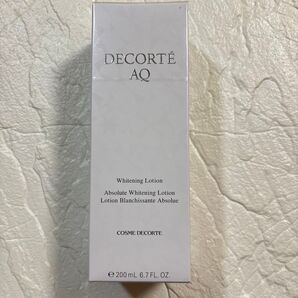 DECORTÉ
AQ
Whitening Lotion
Absolute Whitening Lotion
Lotion Blanchissante Absolue
COSME DECORTE
℮ 200 mL 6.7 FL. OZ.